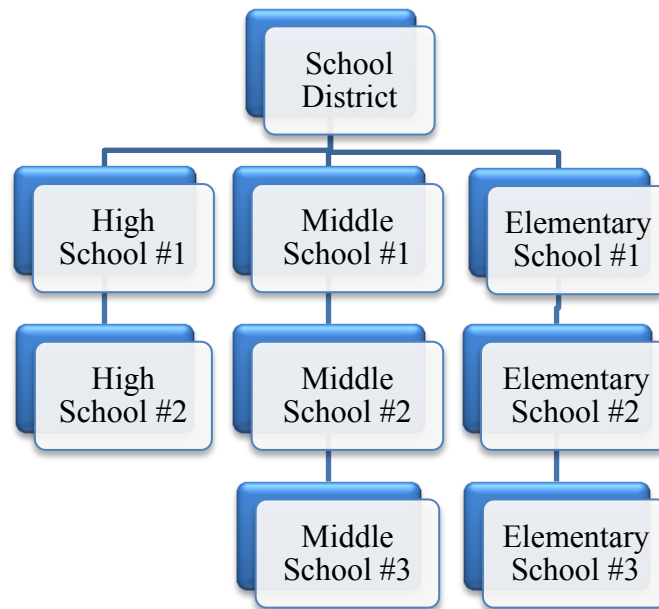 School
District
High
School #1
Middle
School #1
Elementary
School #1
High
School #2
Middle
School #2
Elementary
School #2
Middle
School #3
Elementary
School #3